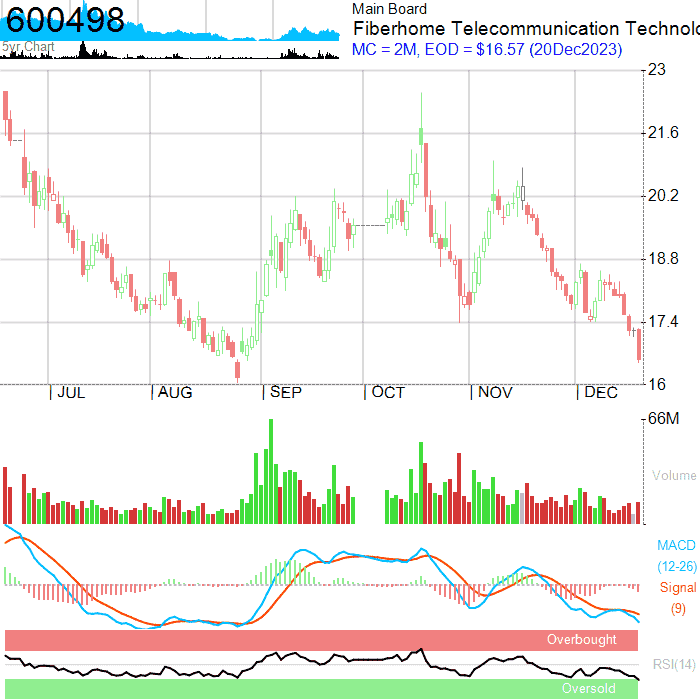 600498
5yr Chart
Main Board
Fiberhome Telecommunication Technolo
MC = 2M, EOD = $16.57 (20Dec2023)
23
21.6
20.2
18.8
17.4
16
JUL AUG SEP OCT NOV DEC
66M
Volume
MACD
(12-26)
Signal
(9)
Overbought
RSI(14)
Oversold